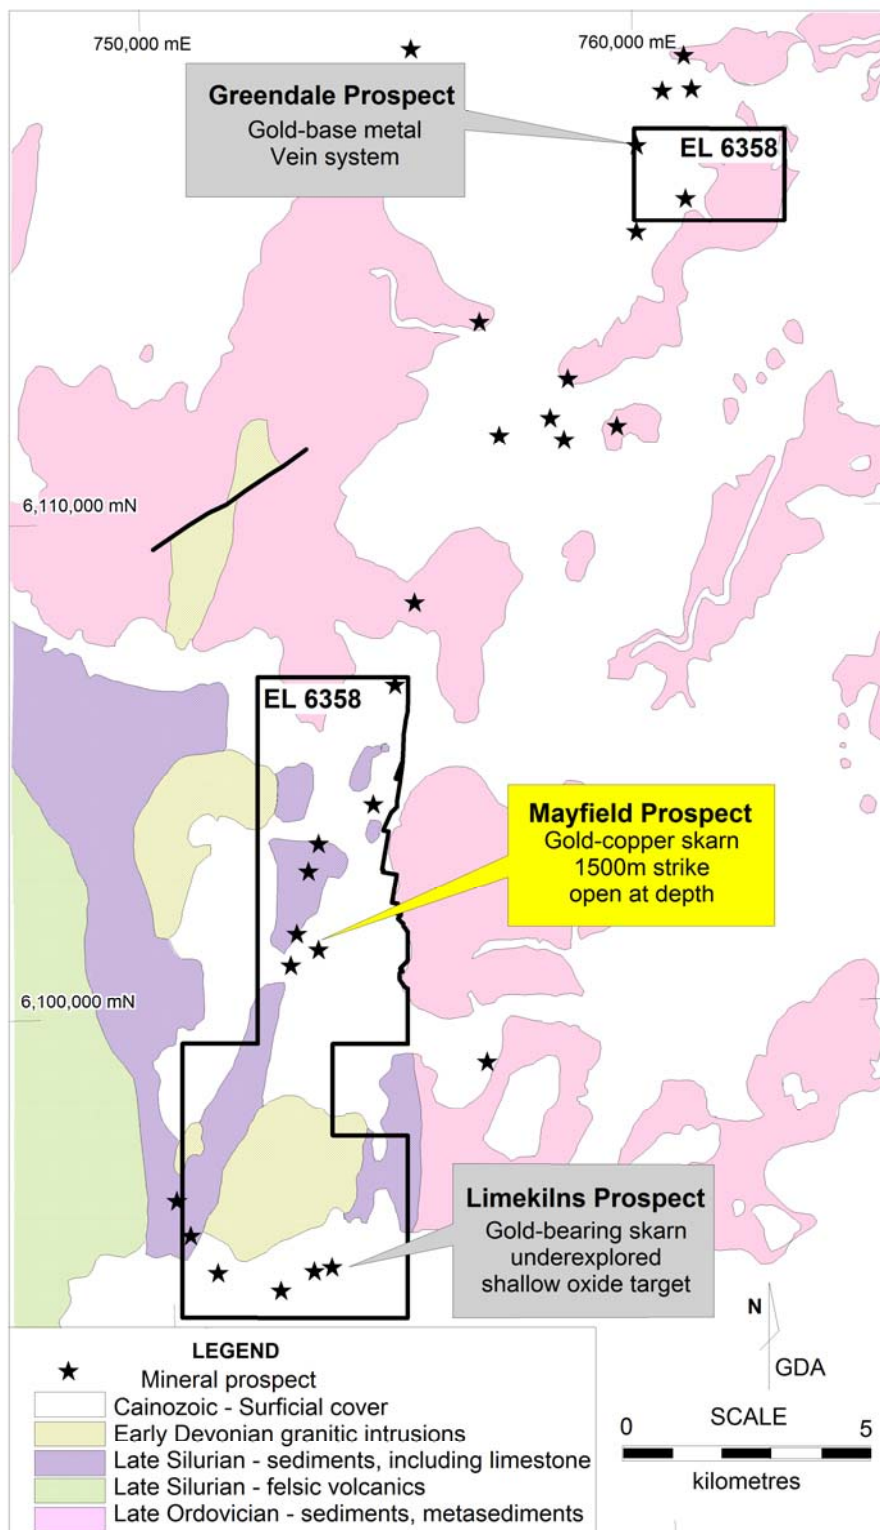 750,000 mE
760,000 mE
Greendale Prospect
Gold-base metal
Vein system
EL 6358
6,110,000 mN
EL 6358
Mayfield Prospect
Gold-copper skarn
1500m strike
open at depth
6,100,000 mN
Limekilns Prospect
Gold-bearing skarn
underexplored
shallow oxide target
N
GDA
LEGEND
Mineral prospect
Cainozoic - Surficial cover
Early Devonian granitic intrusions
Late Silurian - sediments, including limestone
Late Silurian - felsic volcanics
Late Ordovician - sediments, metasediments
0 SCALE 5
kilometres